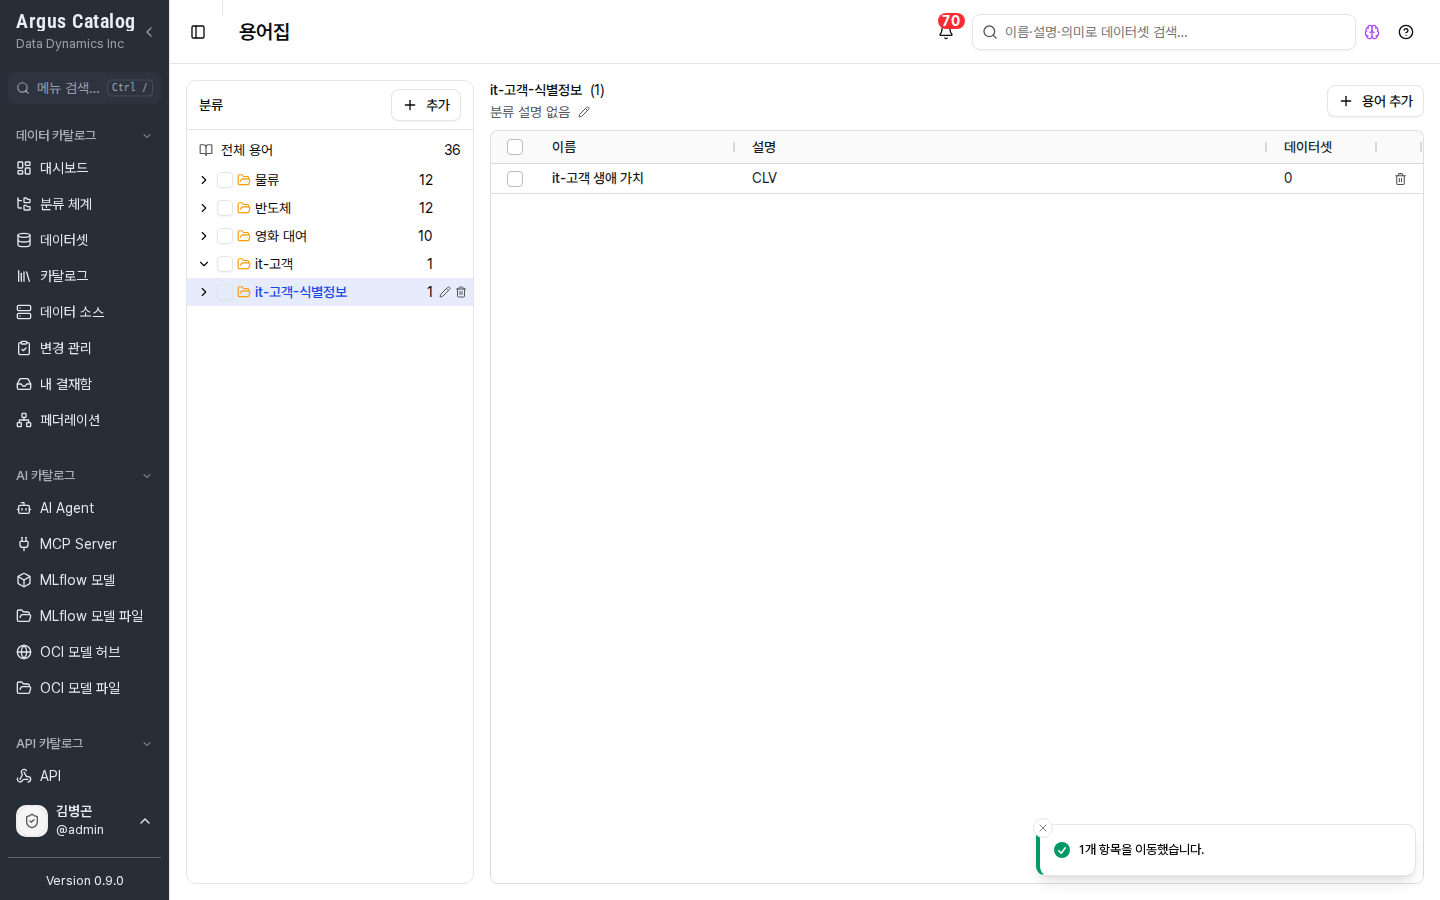 Argus Catalog
Data Dynamics Inc
메뉴 검색...
Ctrl /
데이터 카탈로그
대시보드
분류 체계
데이터셋
카탈로그
데이터 소스
변경 관리
내 결재함
페더레이션
AI 카탈로그
AI Agent
MCP Server
MLflow 모델
MLflow 모델 파일
OCI 모델 허브
OCI 모델 파일
API 카탈로그
API
김병곤
@admin
Version 0.9.0
용어집
70
이름·설명·의미로 데이터셋 검색...
분류
추가
전체 용어 36
물류 12
반도체 12
영화 대여 10
it-고객 1
it-고객-식별정보 1
it-고객-식별정보 (1)
분류 설명 없음
용어 추가
이름 설명 데이터셋
it-고객 생애 가치 CLV 0
1개 항목을 이동했습니다.